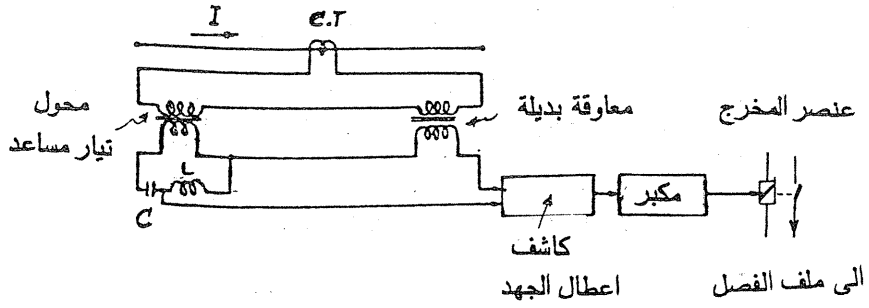 I
C.T
محول
تيار مساعد
معاوقة بديلة
عنصر المخرج
L
C
مكبر
كاشف
اعطال الجهد
الى ملف الفصل